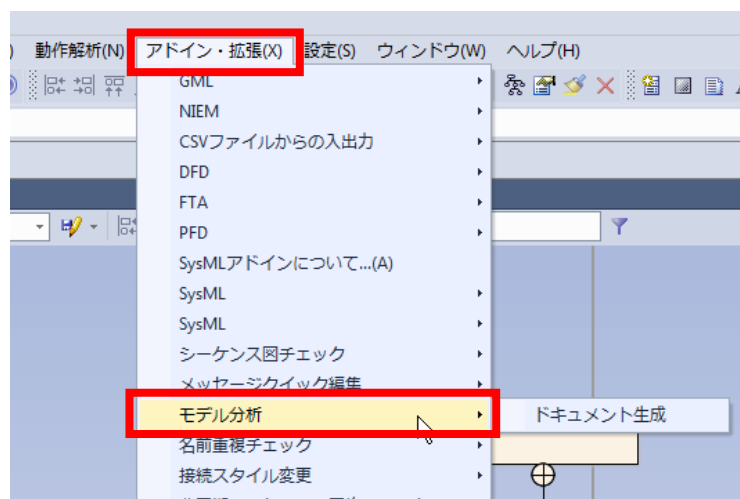 動作解析(N) アドイン・拡張(X) 設定(S) ウィンドウ(W) ヘルプ(H)
GML
NIEM
CSVファイルからの入出力
DFD
FTA
PFD
SysMLアドインについて...(A)
SysML
SysML
シーケンス図チェック
メッセージクイック編集
モデル分析
ドキュメント生成
名前重複チェック
接続スタイル変更